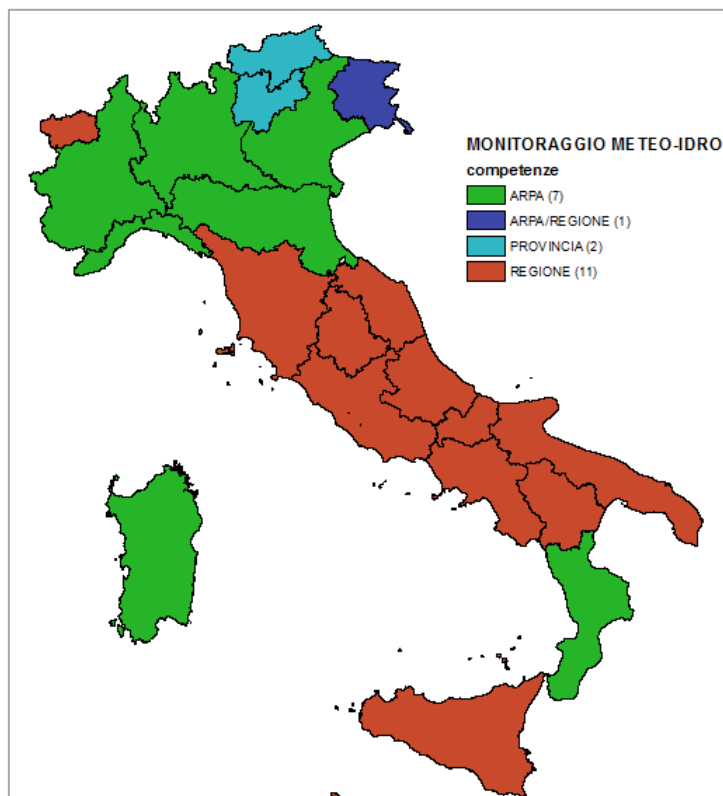 MONITORAGGIO METEO-IDRO
competenze
ARPA (7)
ARPA/REGIONE (1)
PROVINCIA (2)
REGIONE (11)